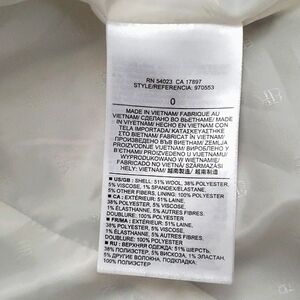 RN 54023 CA 17897
STYLE/REFERENCIA: 970553
0
MADE IN VIETNAM/ FABRIQUE AU
VIETNAM/ СДЕЛАНО ВО ВЬЕТНАМЕ/ MADE
IN VIYETNAM/ HECHO EN VIETNAM CON
TELA IMPORTADA/ ΚΑΤΑΣΚΕΥΑΣΤΗΚΕ
ΣΤΟ ΒΙΕΤΝΑΜ/ VYROBENO VE VIETNAMU/
ПРОИЗВЕДЕНО ВЪВ ВИЕТНАМ/ ZEMLJA
PROIZVODNJE VIJETNAM/ ВИРОБЛЕНО У
В'ЄТНАМІ/ PROIZVEDENO U VIJETNAMU/
WYPRODUKOWANO W WIETNAMIE/
FABRICADO NO VIETNÃ/ SZÁRMAZÁSI
HELY: VIETNAM/ 越南製造 / 越南制造
US/GB : SHELL: 51% WOOL, 38% POLYESTER,
5% VISCOSE, 1% SPANDEX/ELASTANE,
5% OTHER FIBERS, LINING: 100% POLYESTER
CA : EXTÉRIEUR: 51% LAINE,
38% POLYESTER, 5% VISCOSE,
1% ÉLASTHANNE, 5% AUTRES FIBRES,
DOUBLURE: 100% POLYESTER
FR/MA : EXTÉRIEUR: 51% LAINE,
38% POLYESTER, 5% VISCOSE,
1% ÉLASTHANNE, 5% AUTRES FIBRES,
DOUBLURE: 100% POLYESTER
RU : ВЕРХНЯЯ ОДЕЖДА: 51% ШЕРСТЬ,
38% ПОЛИЭСТЕР, 5% ВИСКОЗА, 1% ЭЛАСТАН,
5% ДРУГИЕ ВОЛОКНА, ПОДКЛАДКА:
100% ПОЛИЭСТЕР